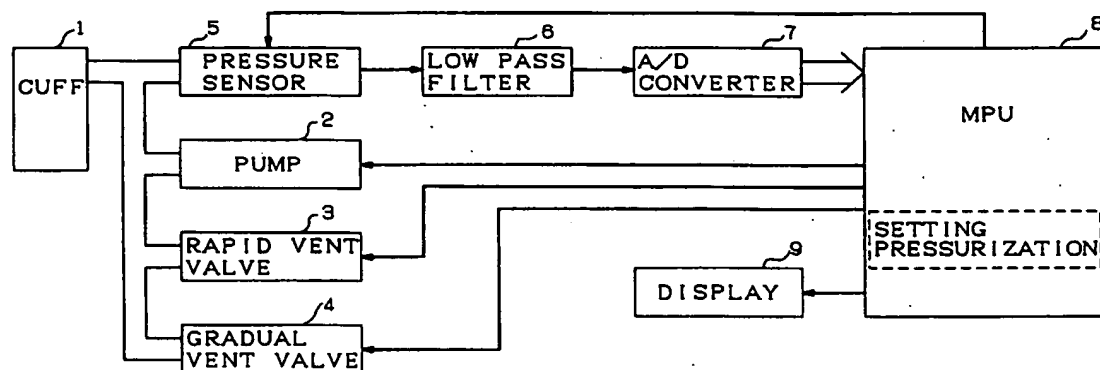 1
CUFF
5
PRESSURE
SENSOR
6
LOW PASS
FILTER
7
A/D
CONVERTER
8
MPU
2
PUMP
3
RAPID VENT
VALVE
SETTING
PRESSURIZATION
9
DISPLAY
4
GRADUAL
VENT VALVE